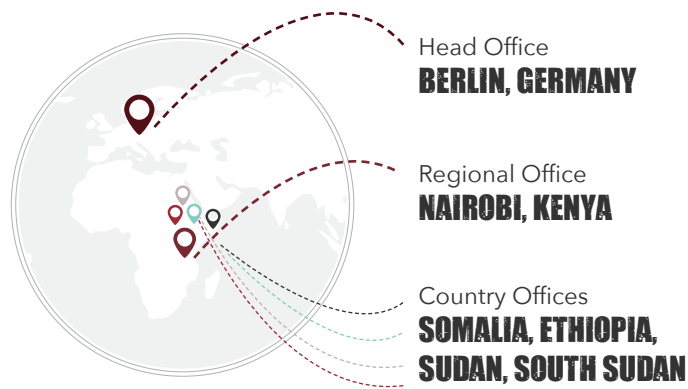 Head Office
BERLIN, GERMANY
Regional Office
NAIROBI, KENYA
Country Offices
SOMALIA, ETHIOPIA,
SUDAN, SOUTH SUDAN